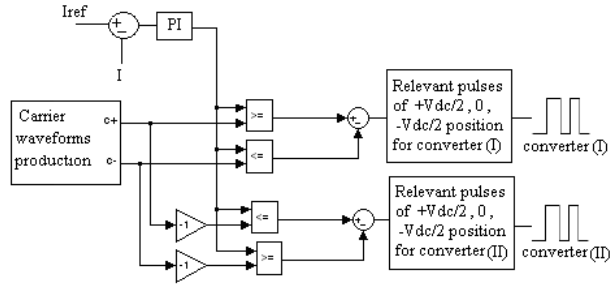 Iref
+
-
PI
I
Carrier
waveforms
production
c+
c-
>=
<=
+
-
Relevant pulses
of +Vdc/2 , 0 ,
-Vdc/2 position
for converter (I)
converter (I)
-1
-1
<=
>=
+
-
Relevant pulses
of +Vdc/2, 0 ,
-Vdc/2 position
for converter (II)
converter (II)